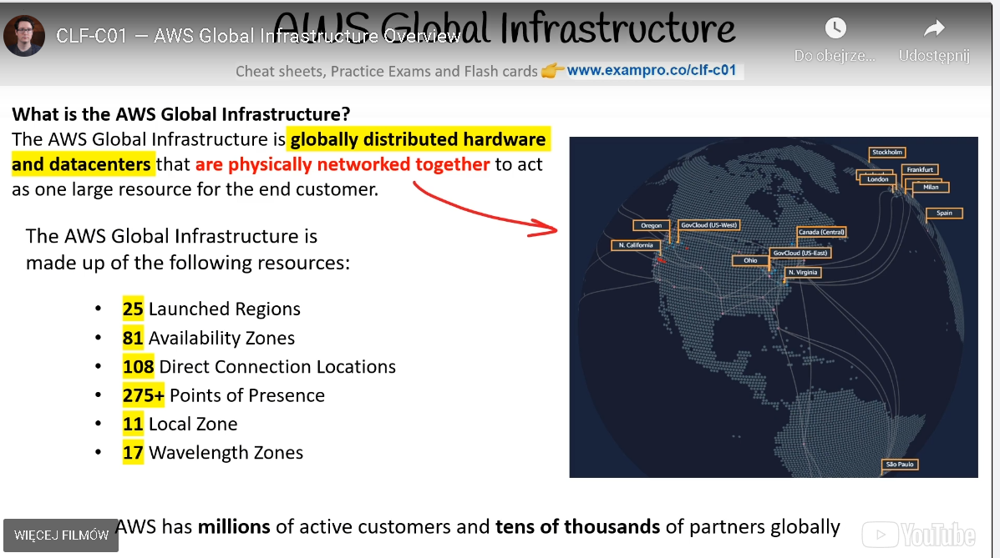 AWS Global Infrastructure
CLF-C01 — AWS Global Infrastructure Overview
Do obejrze...
Udostępnij
Cheat sheets, Practice Exams and Flash cards 👉 www.exampro.co/clf-c01
What is the AWS Global Infrastructure?
The AWS Global Infrastructure is globally distributed hardware
and datacenters that are physically networked together to act
as one large resource for the end customer.
The AWS Global Infrastructure is
made up of the following resources:
• 25 Launched Regions
• 81 Availability Zones
• 108 Direct Connection Locations
• 275+ Points of Presence
• 11 Local Zone
• 17 Wavelength Zones
Stockholm
Frankfurt
London
Milan
Spain
Oregon
GovCloud (US-West)
Canada (Central)
N. California
GovCloud (US-East)
Ohio
N. Virginia
São Paulo
AWS has millions of active customers and tens of thousands of partners globally
WIĘCEJ FILMÓW
YouTube